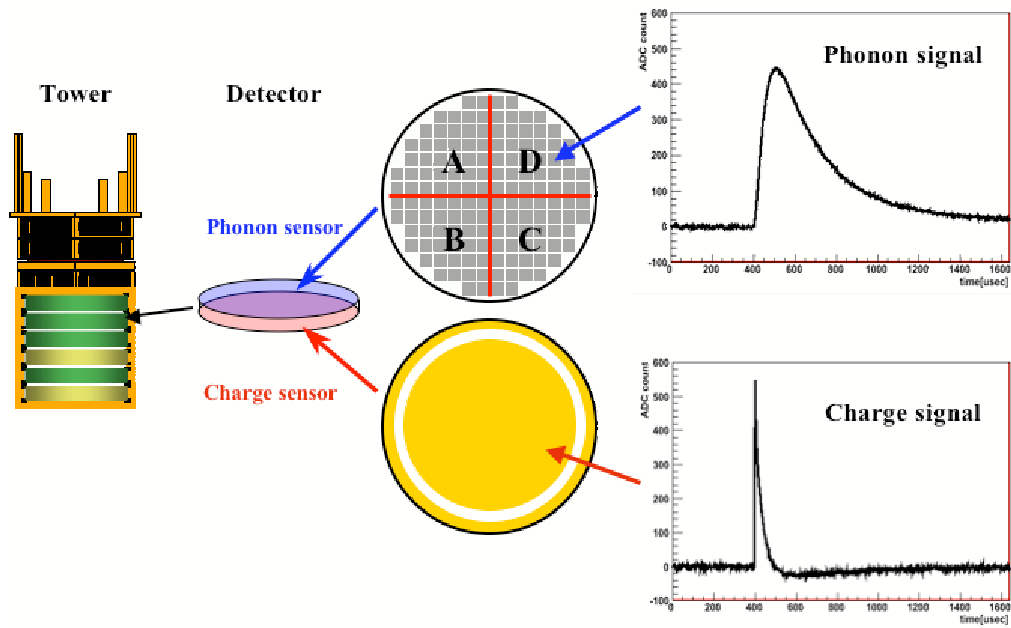 Tower
Detector
Phonon sensor
Charge sensor
A
D
B
C
ADC count
600
500
400
300
200
100
0
-100
Phonon signal
0
200
400
600
800
1000
1200
1400
1600
time[usec]
ADC count
600
500
400
300
200
100
0
-100
Charge signal
0
200
400
600
800
1000
1200
1400
1600
time[usec]